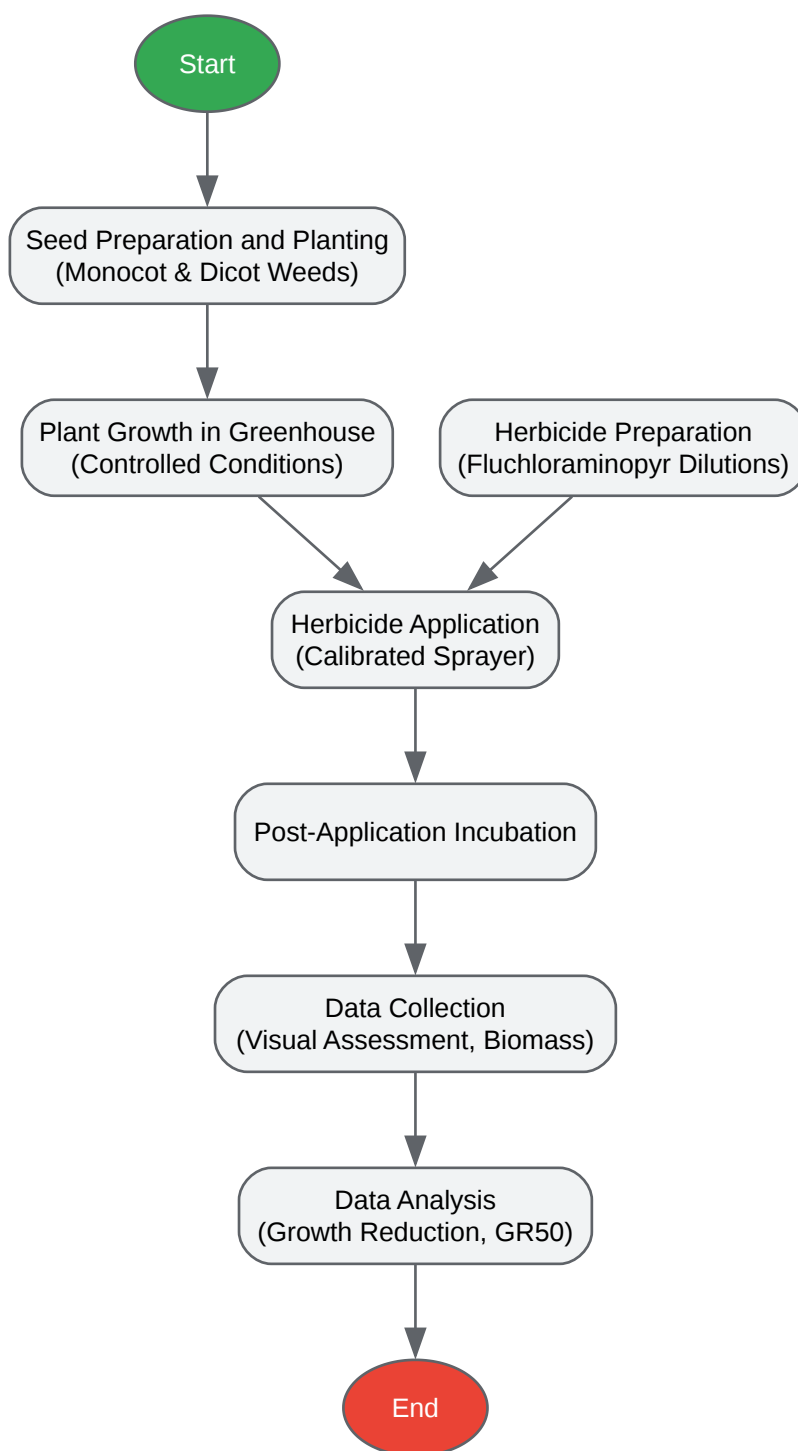 Start
Seed Preparation and Planting
(Monocot & Dicot Weeds)
Plant Growth in Greenhouse
(Controlled Conditions)
Herbicide Preparation
(Fluchloraminopyr Dilutions)
Herbicide Application
(Calibrated Sprayer)
Post-Application Incubation
Data Collection
(Visual Assessment, Biomass)
Data Analysis
(Growth Reduction, GR50)
End